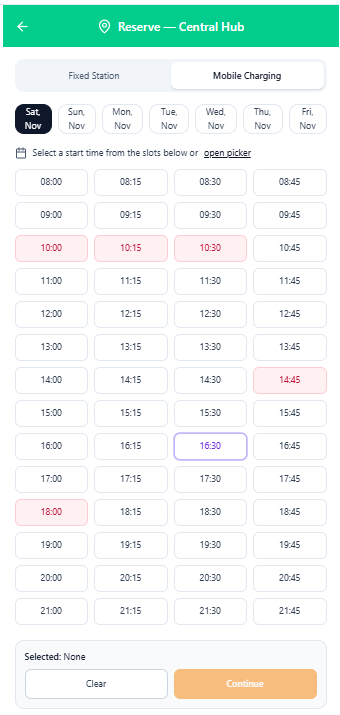 Reserve — Central Hub
Fixed Station Mobile Charging
Sat, Sun, Mon, Tue, Wed, Thu, Fri,
Nov Nov Nov Nov Nov Nov Nov
Select a start time from the slots below or open picker
08:00 08:15 08:30 08:45
09:00 09:15 09:30 09:45
10:00 10:15 10:30 10:45
11:00 11:15 11:30 11:45
12:00 12:15 12:30 12:45
13:00 13:15 13:30 13:45
14:00 14:15 14:30 14:45
15:00 15:15 15:30 15:45
16:00 16:15 16:30 16:45
17:00 17:15 17:30 17:45
18:00 18:15 18:30 18:45
19:00 19:15 19:30 19:45
20:00 20:15 20:30 20:45
21:00 21:15 21:30 21:45
Selected: None
Clear Continue